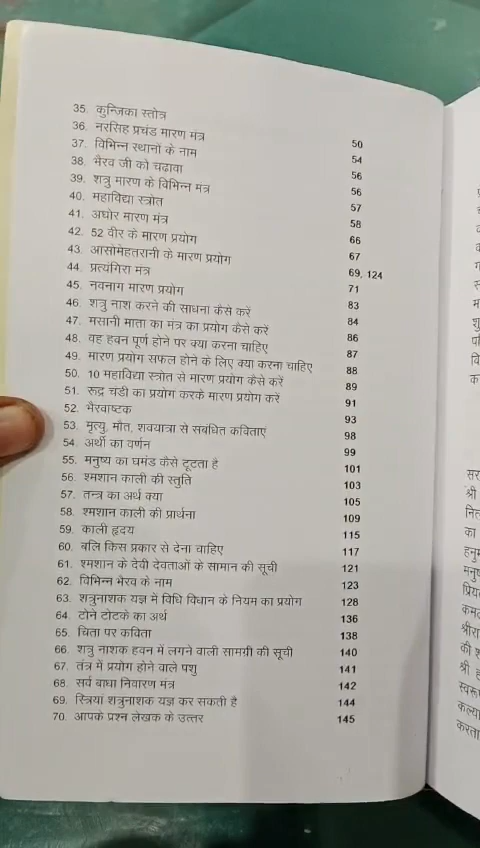 35. कुन्जिका स्तोत्र 50
36. नरसिह प्रचंड मारण मंत्र 54
37. विभिन्न स्थानों के नाम 56
38. भैरव जी को चढ़ावा 56
39. शत्रु मारण के विभिन्न मंत्र 57
40. महाविद्या स्त्रोत 58
41. अघोर मारण मंत्र 66
42. 52 वीर के मारण प्रयोग 67
43. आसोमेहतरानी के मारण प्रयोग 69, 124
44. प्रत्यंगिरा मंत्र 71
45. नवनाग मारण प्रयोग 83
46. शत्रु नाश करने की साधना कैसे करें 84
47. मसानी माता का मंत्र का प्रयोग कैसे करें 86
48. वह हवन पूर्ण होने पर क्या करना चाहिए 87
49. मारण प्रयोग सफल होने के लिए क्या करना चाहिए 88
50. 10 महाविद्या स्त्रोत से मारण प्रयोग कैसे करें 89
51. रूद्र चंडी का प्रयोग करके मारण प्रयोग करें 91
52. भैरवाष्टक 93
53. मृत्यु, मौत, शवयात्रा से संबंधित कविताएं 98
54. अर्थी का वर्णन 99
55. मनुष्य का घमंड कैसे टूटता है 101
56. श्मशान काली की स्तुति 103
57. तन्त्र का अर्थ क्या 105
58. श्मशान काली की प्रार्थना 109
59. काली हृदय 115
60. बलि किस प्रकार से देना चाहिए 117
61. श्मशान के देवी देवताओं के सामान की सूची 121
62. विभिन्न भैरव के नाम 123
63. शत्रुनाशक यज्ञ में विधि विधान के नियम का प्रयोग 128
64. टोने टोटके का अर्थ 136
65. चिता पर कविता 138
66. शत्रु नाशक हवन में लगने वाली सामग्री की सूची 140
67. तंत्र में प्रयोग होने वाले पशु 141
68. सर्व बाधा निवारण मंत्र 142
69. स्त्रियां शत्रुनाशक यज्ञ कर सकती है 144
70. आपके प्रश्न लेखक के उत्तर 145